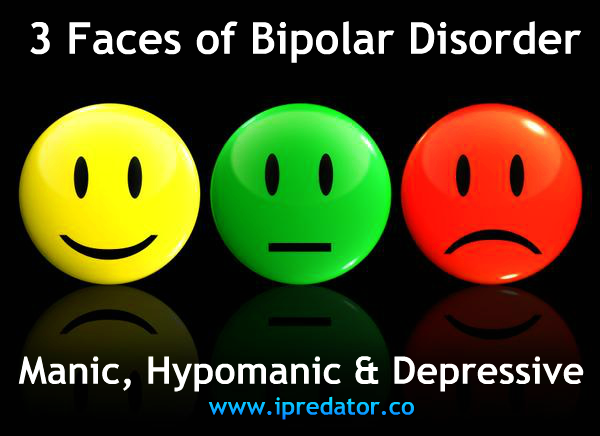 3 Faces of Bipolar Disorder
Manic, Hypomanic & Depressive
www.ipredator.co